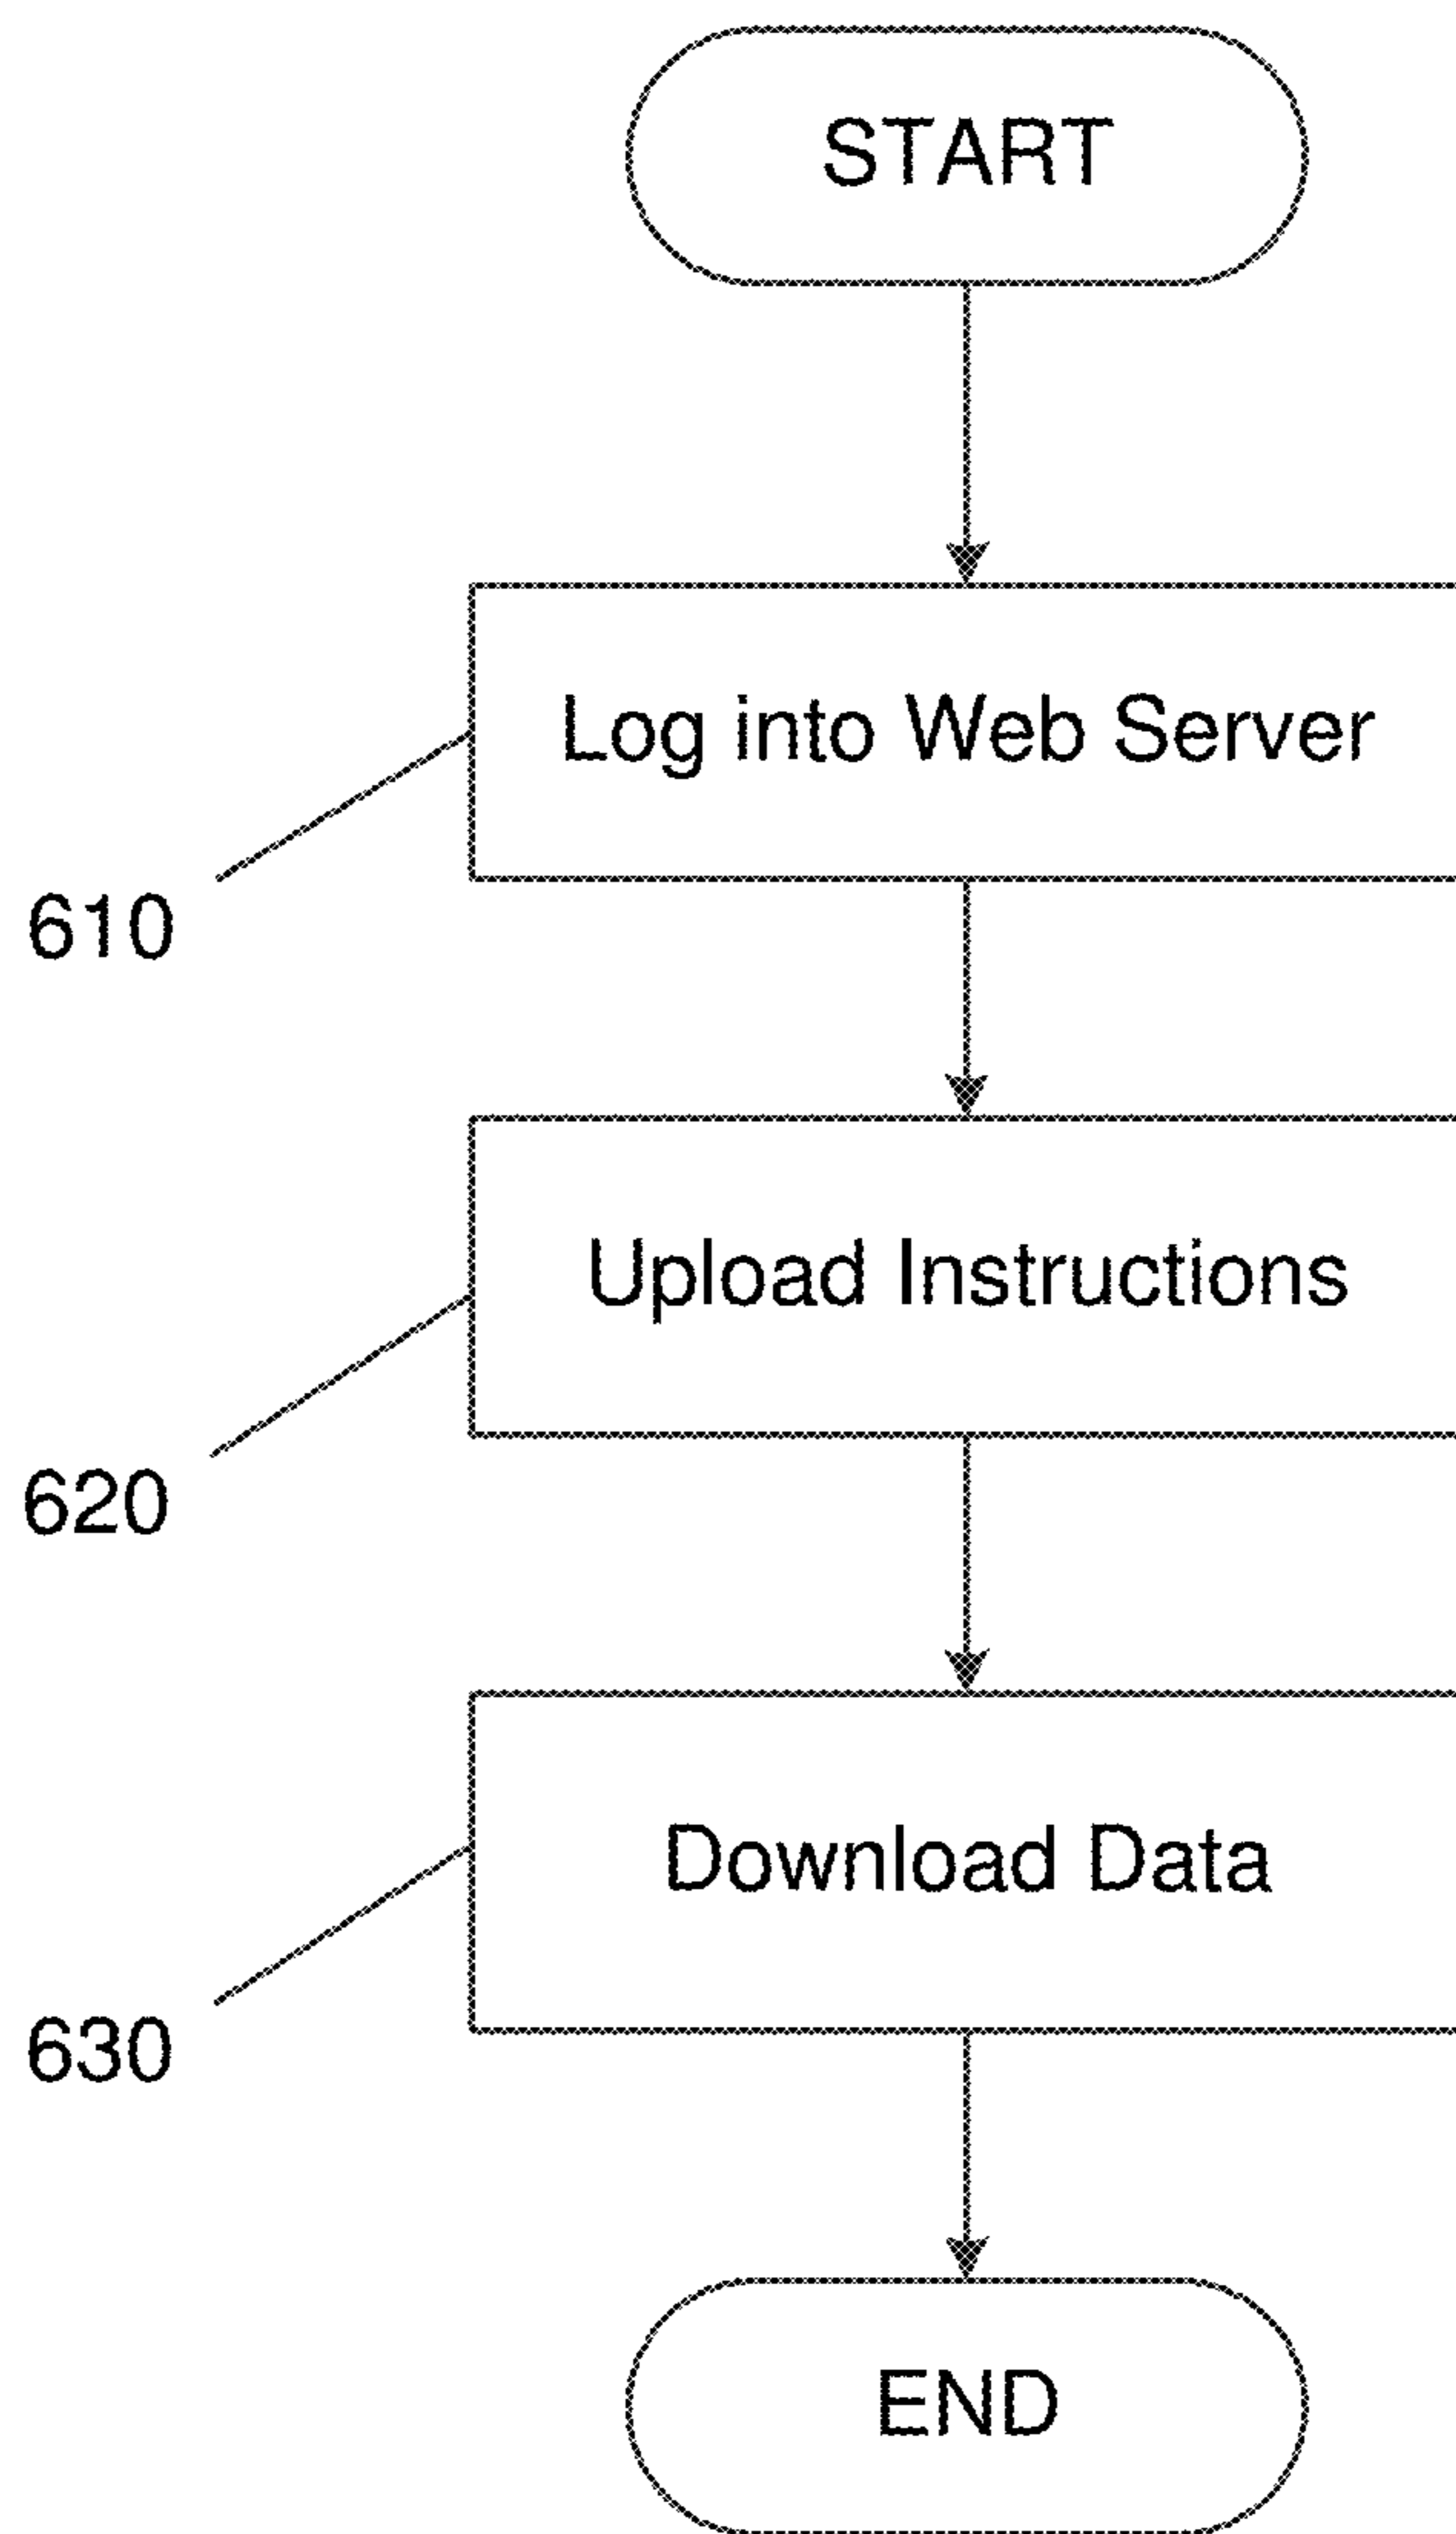 START
Log into Web Server
610
Upload Instructions
620
Download Data
630
END